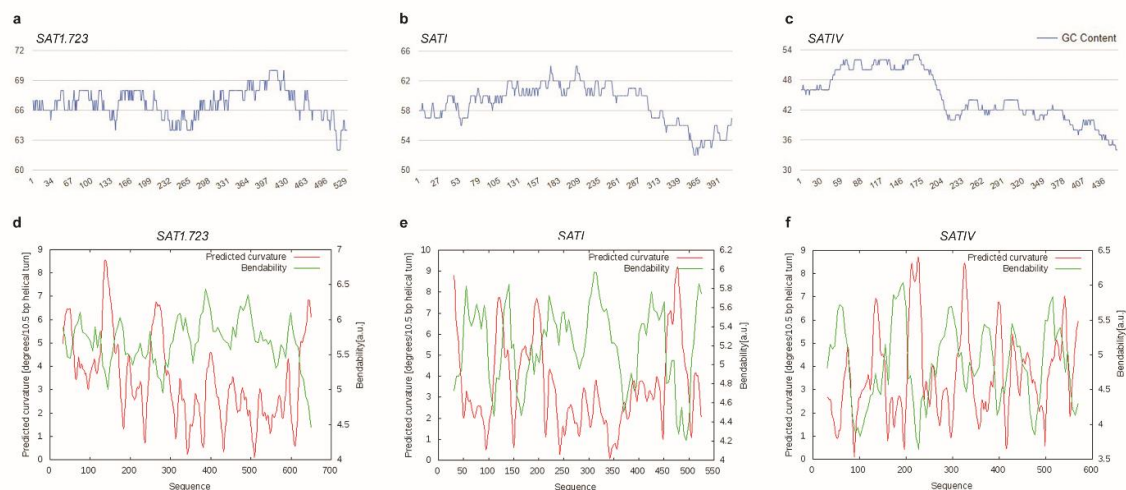 a
SAT1.723
72
69
66
63
60
1 34 67 100 133 166 199 232 265 298 331 364 397 430 463 496 529
b
SATI
66
62
58
54
50
1 27 53 79 105 131 157 183 209 235 261 287 313 339 365 391
c
SATIV
GC Content
54
48
42
36
30
1 30 59 88 117 146 175 204 233 262 291 320 349 378 407 436
d
SAT1.723
Predicted curvature
Bendability
Predicted curvature [degrees/10.5 bp helical turn]
9
8
7
6
5
4
3
2
1
0
7
6.5
6
5.5
5
4.5
4
Bendability[a.u.]
0 100 200 300 400 500 600 700
Sequence
e
SATI
Predicted curvature
Bendability
Predicted curvature [degrees/10.5 bp helical turn]
10
9
8
7
6
5
4
3
2
1
0
6.2
6
5.8
5.6
5.4
5.2
5
4.8
4.6
4.4
4.2
4
Bendability[a.u.]
0 50 100 150 200 250 300 350 400 450 500 550
Sequence
f
SATIV
Predicted curvature
Bendability
Predicted curvature [degrees/10.5 bp helical turn]
9
8
7
6
5
4
3
2
1
0
6.5
6
5.5
5
4.5
4
3.5
Bendability[a.u.]
0 100 200 300 400 500 600
Sequence